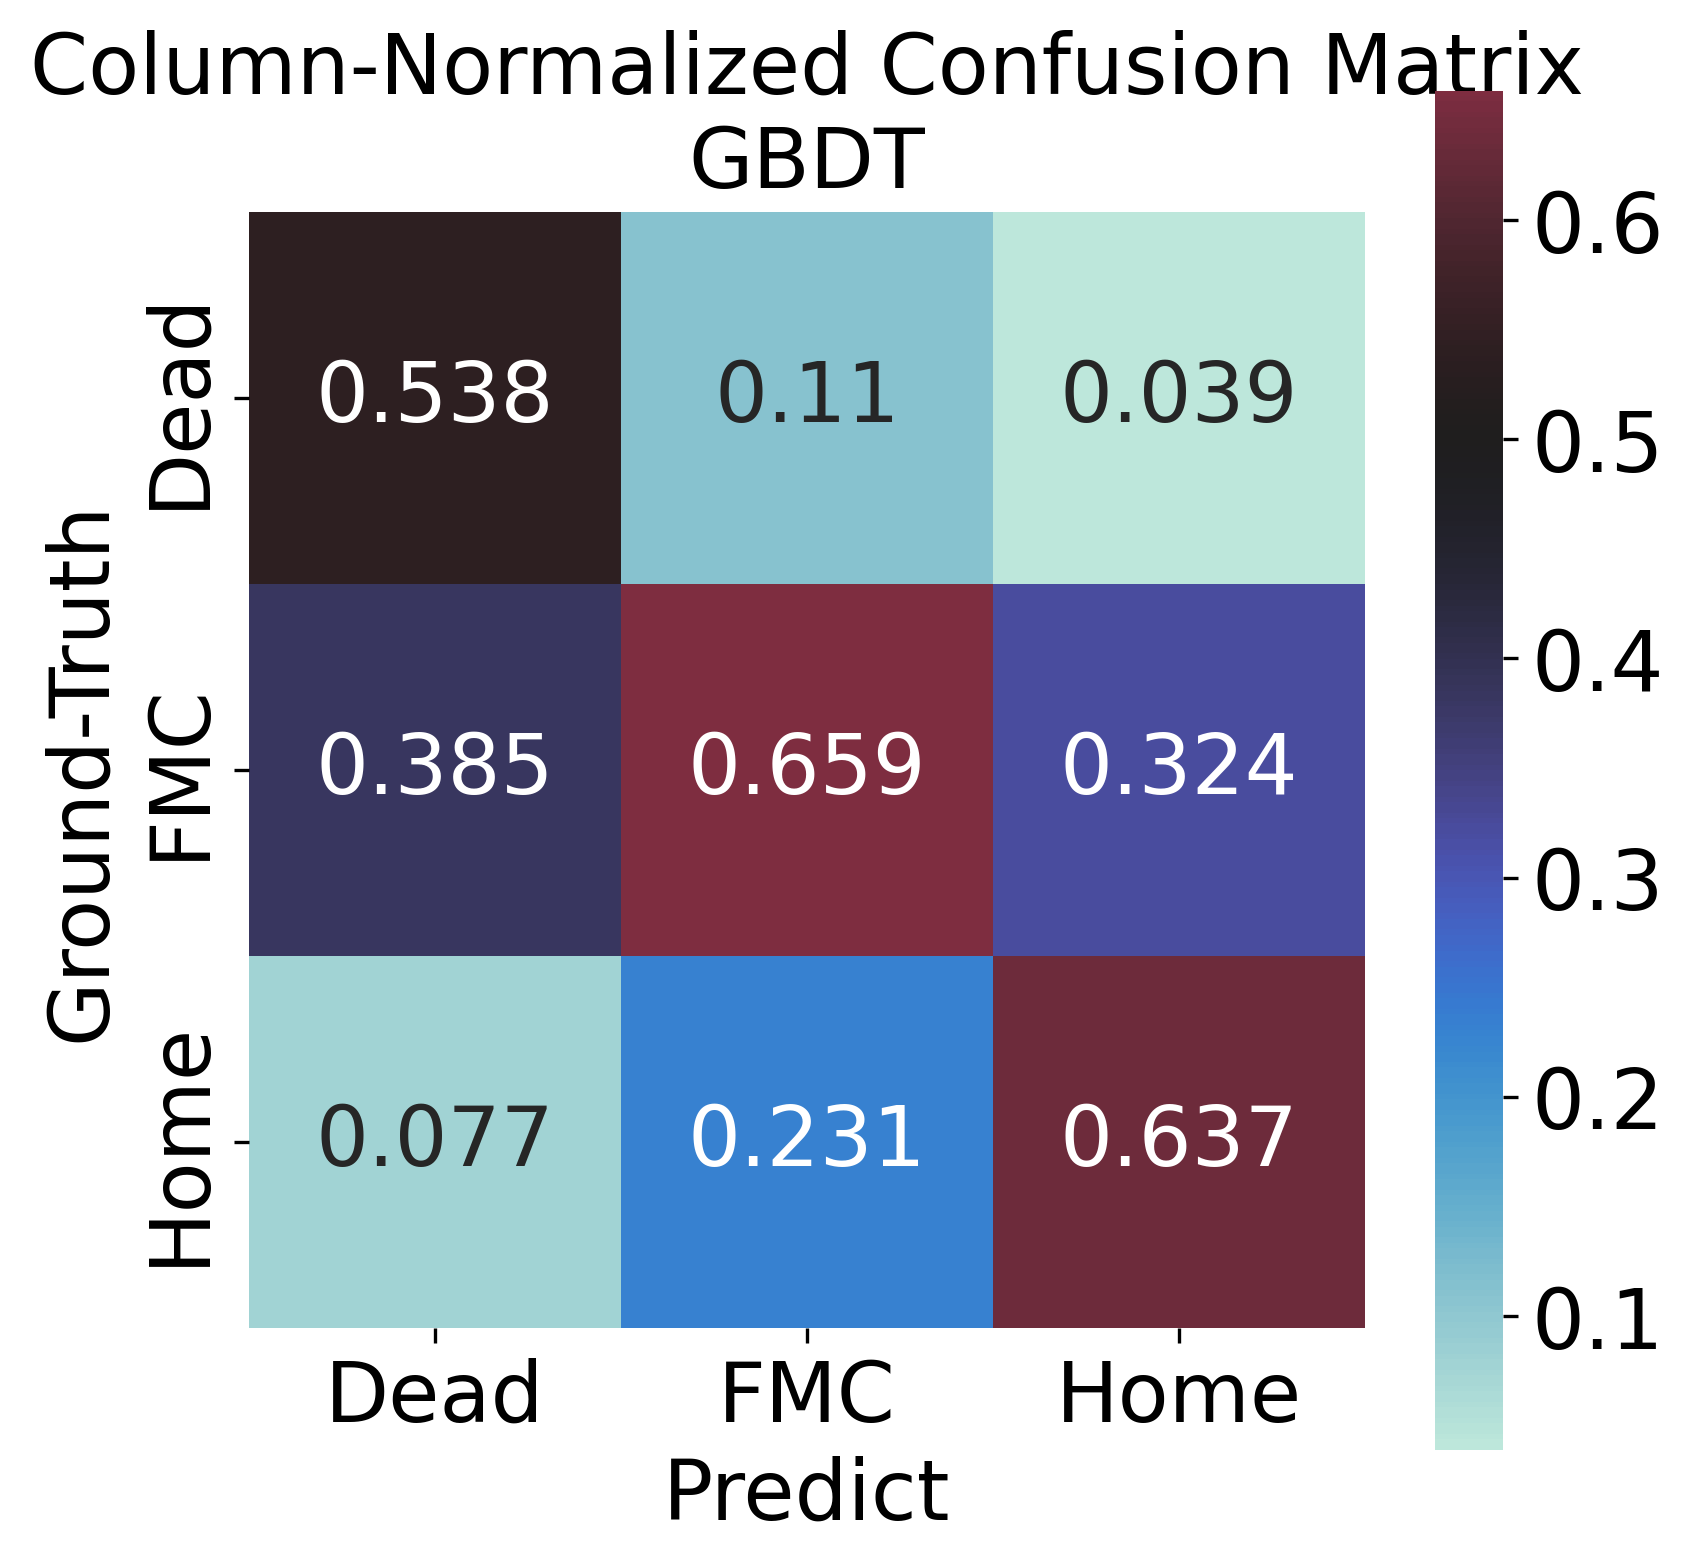 Column-Normalized Confusion Matrix
GBDT
Ground-Truth
Dead
0.538 0.11 0.039
FMC
0.385 0.659 0.324
Home
0.077 0.231 0.637
Dead FMC Home
Predict
0.6
0.5
0.4
0.3
0.2
0.1